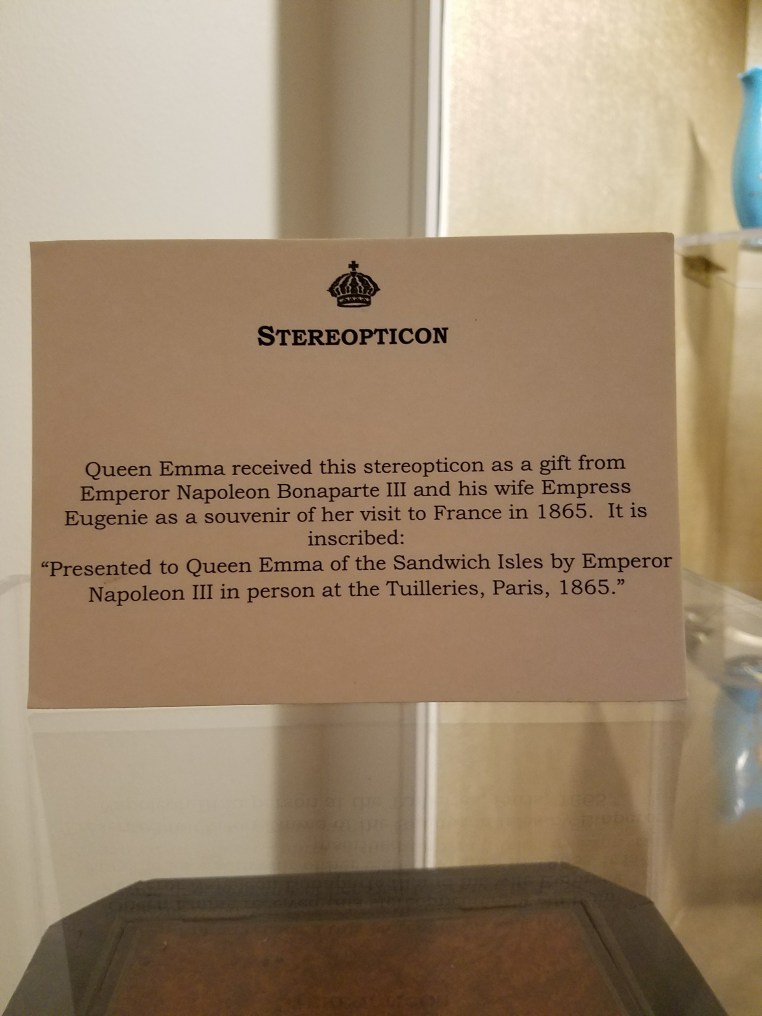 STEREOPTICON
Queen Emma received this stereopticon as a gift from
Emperor Napoleon Bonaparte III and his wife Empress
Eugenie as a souvenir of her visit to France in 1865.  It is
inscribed:
“Presented to Queen Emma of the Sandwich Isles by Emperor
Napoleon III in person at the Tuilleries, Paris, 1865.”